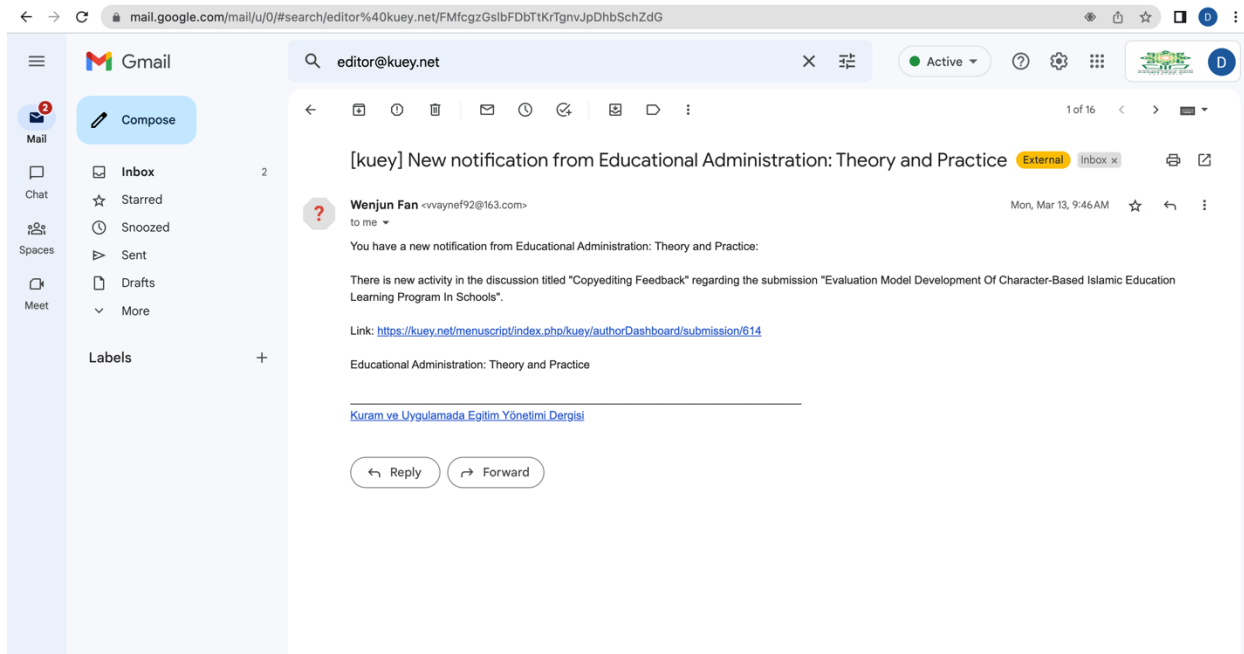 mail.google.com/mail/u/0/#search/editor%40kuey.net/FMfcgzGslbFDbTtKrTgnvJpDhbSchZdG
D
Gmail
editor@kuey.net
Active
D
2
Mail
Chat
Spaces
Meet
Compose
Inbox 2
Starred
Snoozed
Sent
Drafts
More
Labels
1 of 16
[kuey] New notification from Educational Administration: Theory and Practice External Inbox x
?
Wenjun Fan <vvaynef92@163.com> Mon, Mar 13, 9:46 AM
to me
You have a new notification from Educational Administration: Theory and Practice:
There is new activity in the discussion titled "Copyediting Feedback" regarding the submission "Evaluation Model Development Of Character-Based Islamic Education
Learning Program In Schools".
Link: https://kuey.net/menuscript/index.php/kuey/authorDashboard/submission/614
Educational Administration: Theory and Practice
Kuram ve Uygulamada Egitim Yönetimi Dergisi
Reply Forward